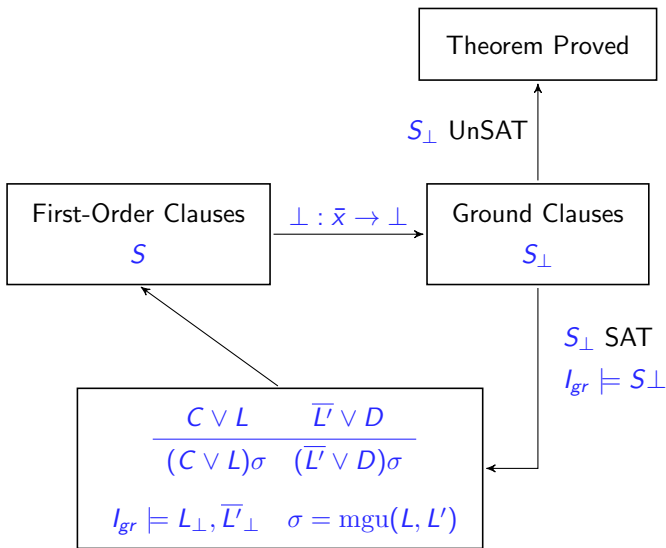 Theorem Proved
S⊥ UnSAT
First-Order Clauses
S
⊥ : x̄ → ⊥
Ground Clauses
S⊥
S⊥ SAT
I_gr ⊨ S⊥
C ∨ L    L̅'̅ ∨ D
(C ∨ L)σ    (L̅'̅ ∨ D)σ
I_gr ⊨ L⊥, L̅'̅⊥    σ = mgu(L, L')